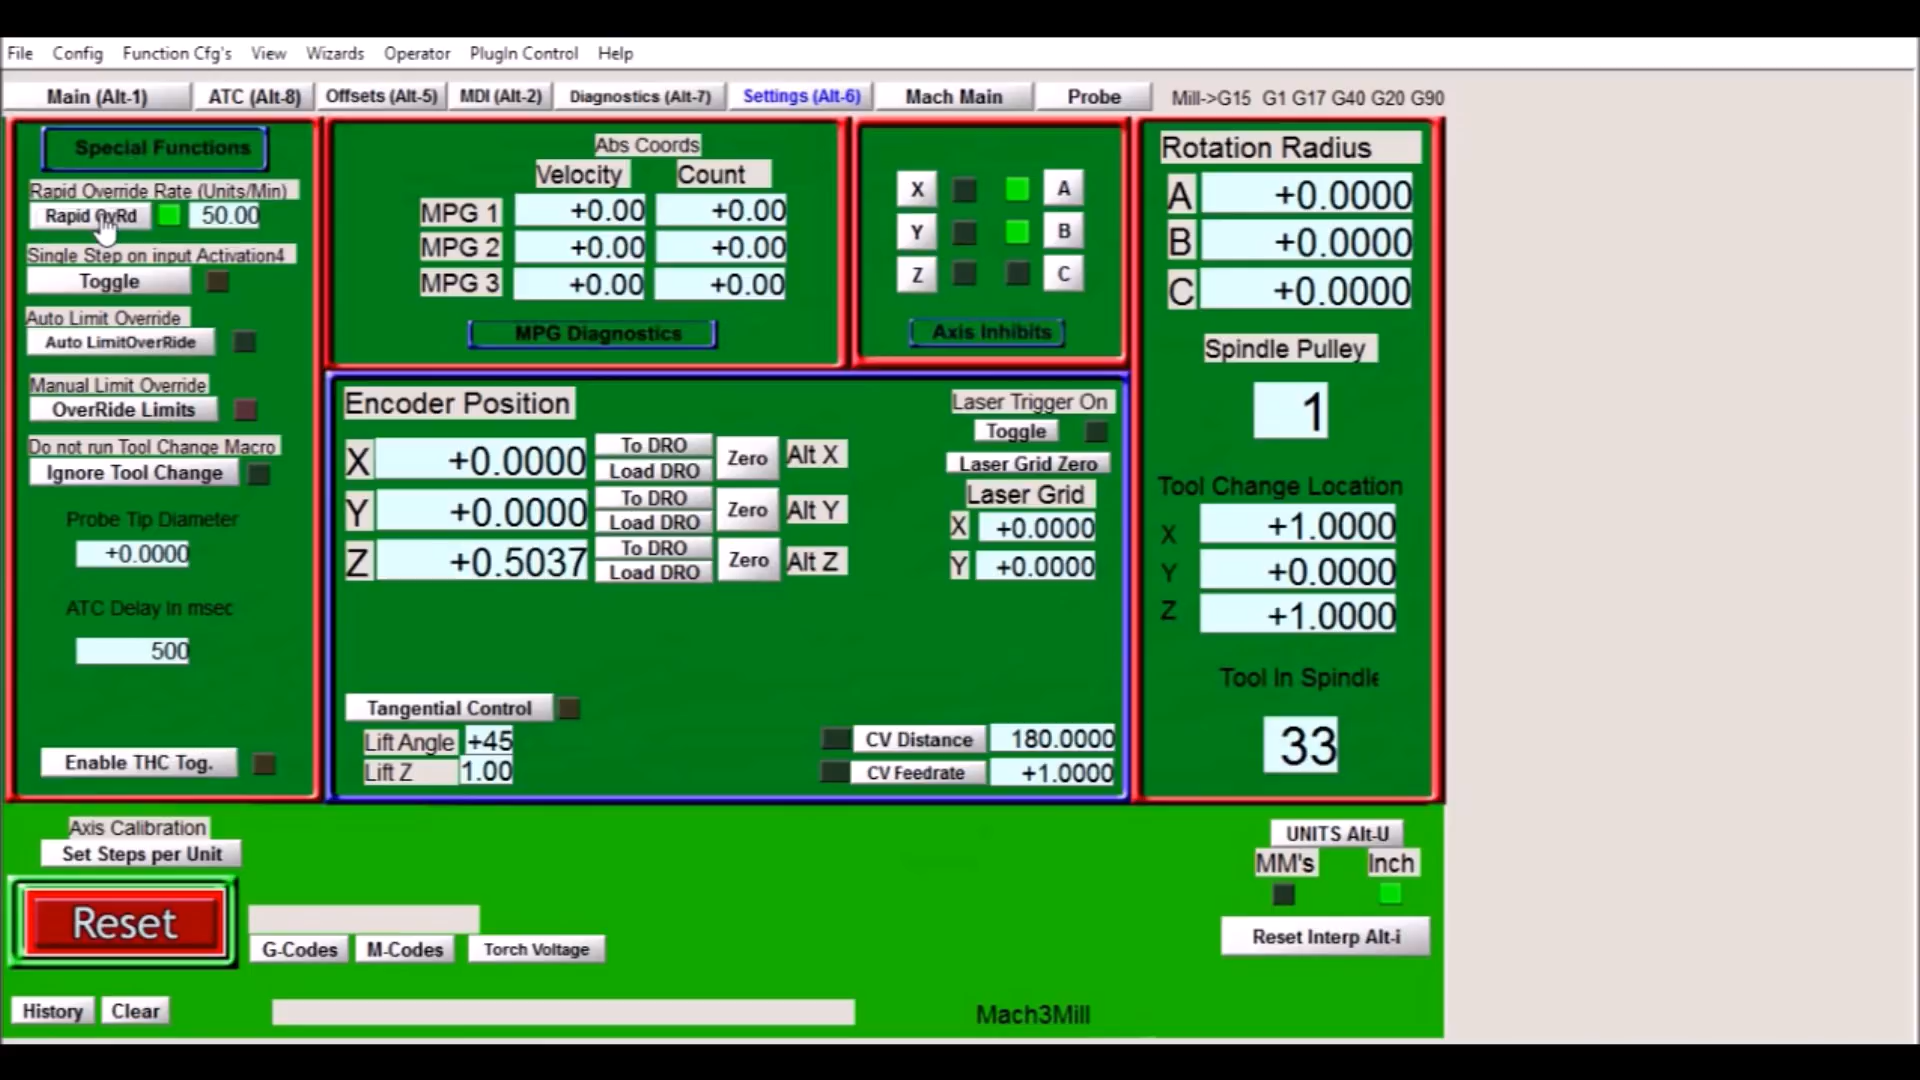 File Config Function Cfg's View Wizards Operator PlugIn Control Help
Main (Alt-1) ATC (Alt-8) Offsets (Alt-5) MDI (Alt-2) Diagnostics (Alt-7) Settings (Alt-6) Mach Main Probe Mill->G15 G1 G17 G40 G20 G90
Special Functions
Rapid Override Rate (Units/Min)
Rapid OvRd 50.00
Single Step on input Activation4
Toggle
Auto Limit Override
Auto LimitOverRide
Manual Limit Override
OverRide Limits
Do not run Tool Change Macro
Ignore Tool Change
Probe Tip Diameter
+0.0000
ATC Delay in msec
500
Enable THC Tog.
Abs Coords
Velocity Count
MPG 1 +0.00 +0.00
MPG 2 +0.00 +0.00
MPG 3 +0.00 +0.00
MPG Diagnostics
X A
Y B
Z C
Axis Inhibits
Encoder Position
X +0.0000 To DRO Load DRO Zero Alt X
Y +0.0000 To DRO Load DRO Zero Alt Y
Z +0.5037 To DRO Load DRO Zero Alt Z
Laser Trigger On
Toggle
Laser Grid Zero
Laser Grid
X +0.0000
Y +0.0000
Tangential Control
Lift Angle +45
Lift Z 1.00
CV Distance 180.0000
CV Feedrate +1.0000
Rotation Radius
A +0.0000
B +0.0000
C +0.0000
Spindle Pulley
1
Tool Change Location
X +1.0000
Y +0.0000
Z +1.0000
Tool In Spindle
33
Axis Calibration
Set Steps per Unit
Reset
G-Codes M-Codes Torch Voltage
UNITS Alt-U
MM's Inch
Reset Interp Alt-i
History Clear
Mach3Mill